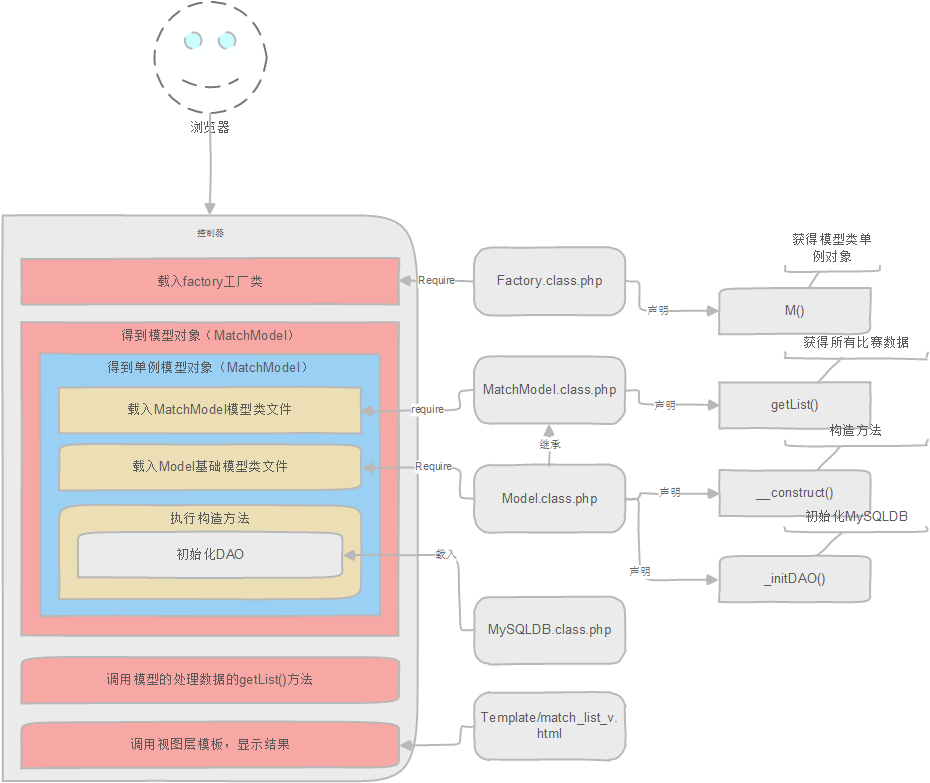 浏览器
控制器
载入factory工厂类
得到模型对象（MatchModel）
得到单例模型对象（MatchModel）
载入MatchModel模型类文件
载入Model基础模型类文件
执行构造方法
初始化DAO
调用模型的处理数据的getList()方法
调用视图层模板，显示结果
Require
require
Require
载入
Factory.class.php
MatchModel.class.php
继承
Model.class.php
MySQLDB.class.php
Template/match_list_v.
html
声明
声明
声明
声明
获得模型类单
例对象
M()
获得所有比赛数据
getList()
构造方法
__construct()
初始化MySQLDB
_initDAO()